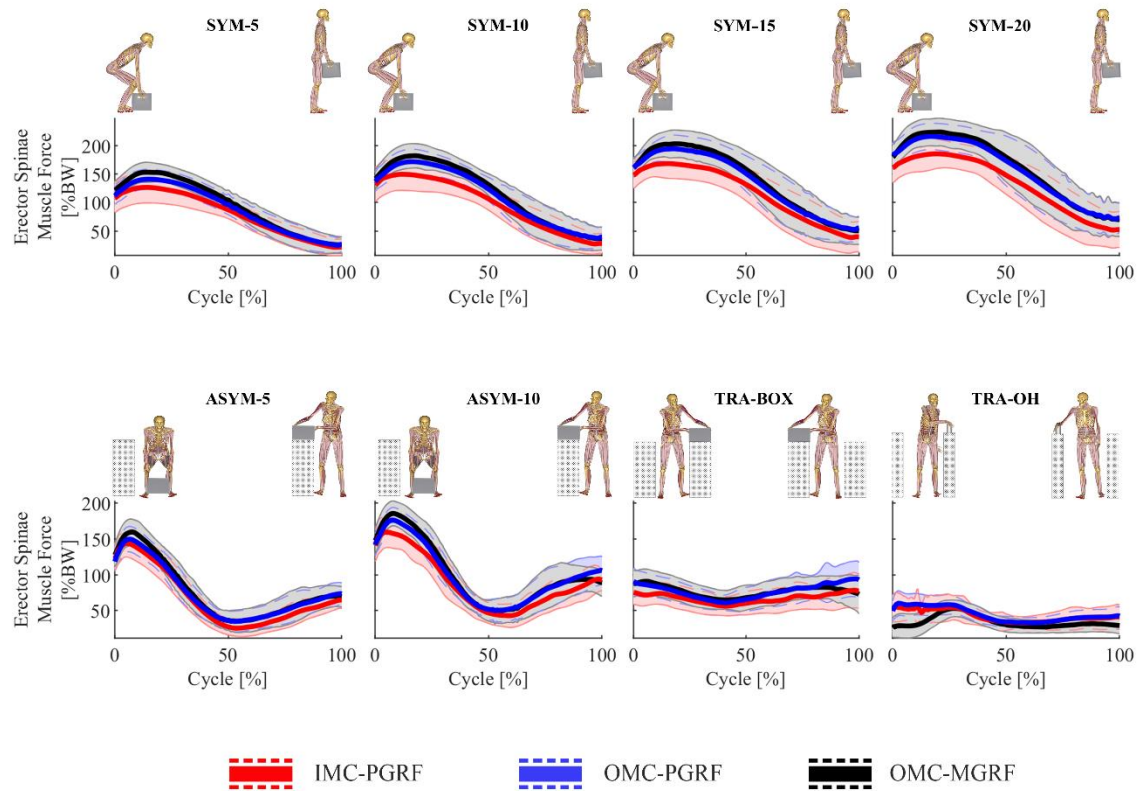 SYM-5 SYM-10 SYM-15 SYM-20
Erector Spinae
Muscle Force
[%BW]
200
150
100
50
0 50 100 0 50 100 0 50 100 0 50 100
Cycle [%] Cycle [%] Cycle [%] Cycle [%]
ASYM-5 ASYM-10 TRA-BOX TRA-OH
Erector Spinae
Muscle Force
[%BW]
200
150
100
50
0 50 100 0 50 100 0 50 100 0 50 100
Cycle [%] Cycle [%] Cycle [%] Cycle [%]
IMC-PGRF OMC-PGRF OMC-MGRF